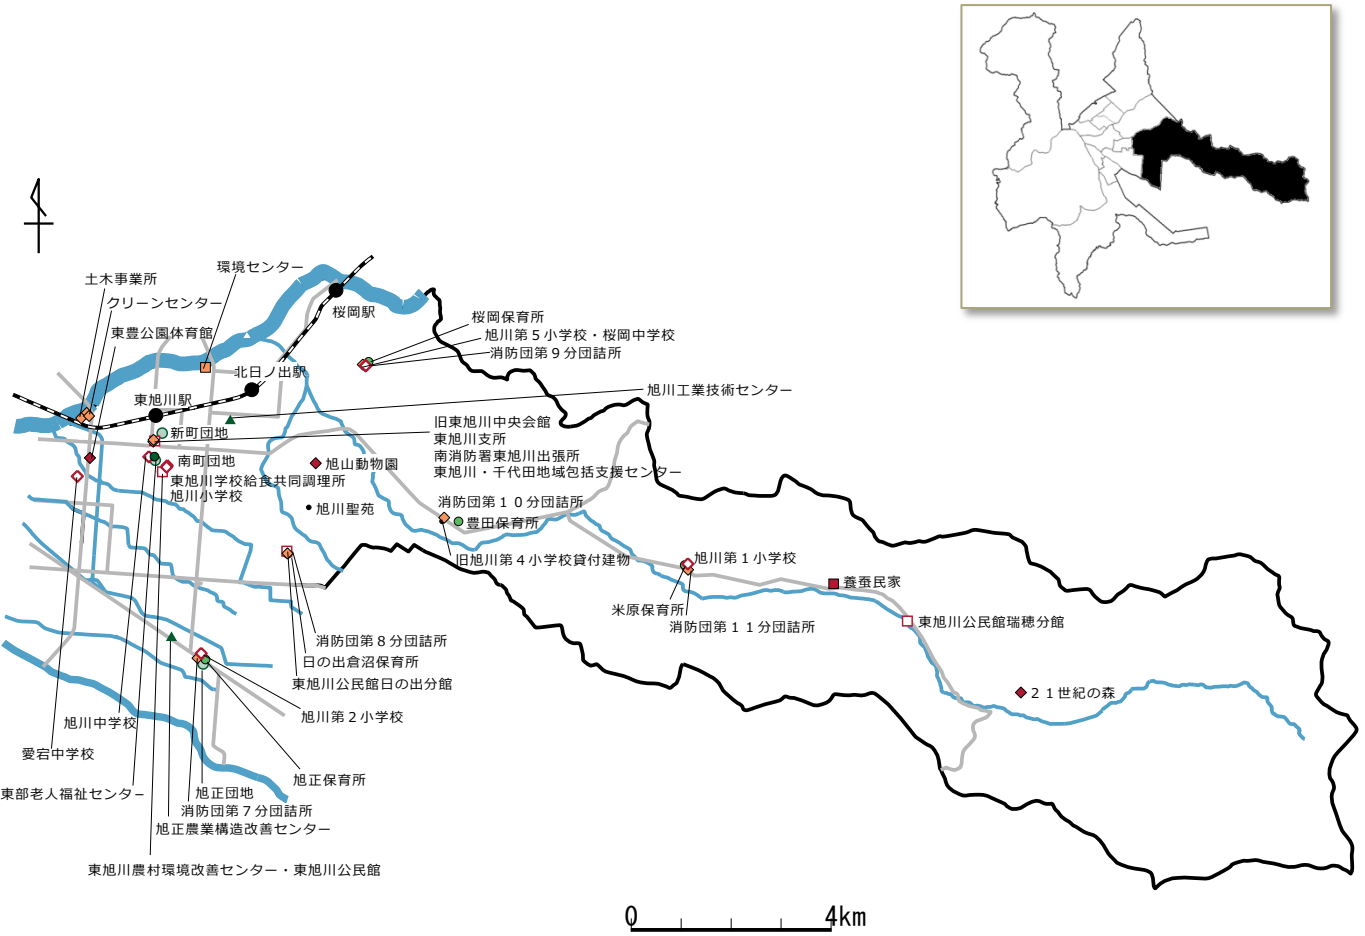 環境センター
土木事業所
クリーンセンター
東豊公園体育館
桜岡駅
桜岡保育所
旭川第５小学校・桜岡中学校
消防団第９分団詰所
北日ノ出駅
旭川工業技術センター
東旭川駅
旧東旭川中央会館
東旭川支所
南消防署東旭川出張所
東旭川・千代田地域包括支援センター
新町団地
南町団地
旭山動物園
東旭川学校給食共同調理所
旭川小学校
旭川聖苑
消防団第１０分団詰所
豊田保育所
旧旭川第４小学校貸付建物
旭川第１小学校
養蚕民家
米原保育所
消防団第１１分団詰所
東旭川公民館瑞穂分館
消防団第８分団詰所
日の出倉沼保育所
東旭川公民館日の出分館
２１世紀の森
旭川第２小学校
旭川中学校
愛宕中学校
旭正保育所
東部老人福祉センター
旭正団地
消防団第７分団詰所
旭正農業構造改善センター
東旭川農村環境改善センター・東旭川公民館
0 4km